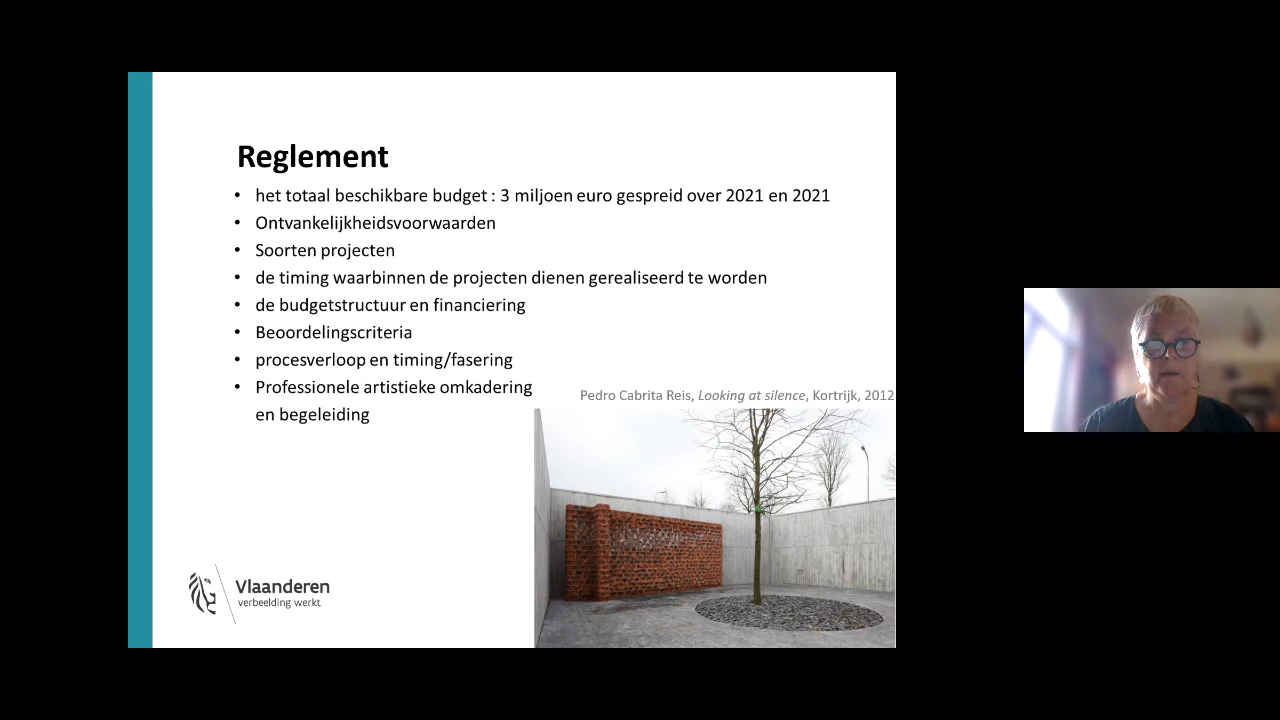 Reglement
• het totaal beschikbare budget : 3 miljoen euro gespreid over 2021 en 2021
• Ontvankelijkheidsvoorwaarden
• Soorten projecten
• de timing waarbinnen de projecten dienen gerealiseerd te worden
• de budgetstructuur en financiering
• Beoordelingscriteria
• procesverloop en timing/fasering
• Professionele artistieke omkadering
en begeleiding
Pedro Cabrita Reis, Looking at silence, Kortrijk, 2012
Vlaanderen
verbeelding werkt